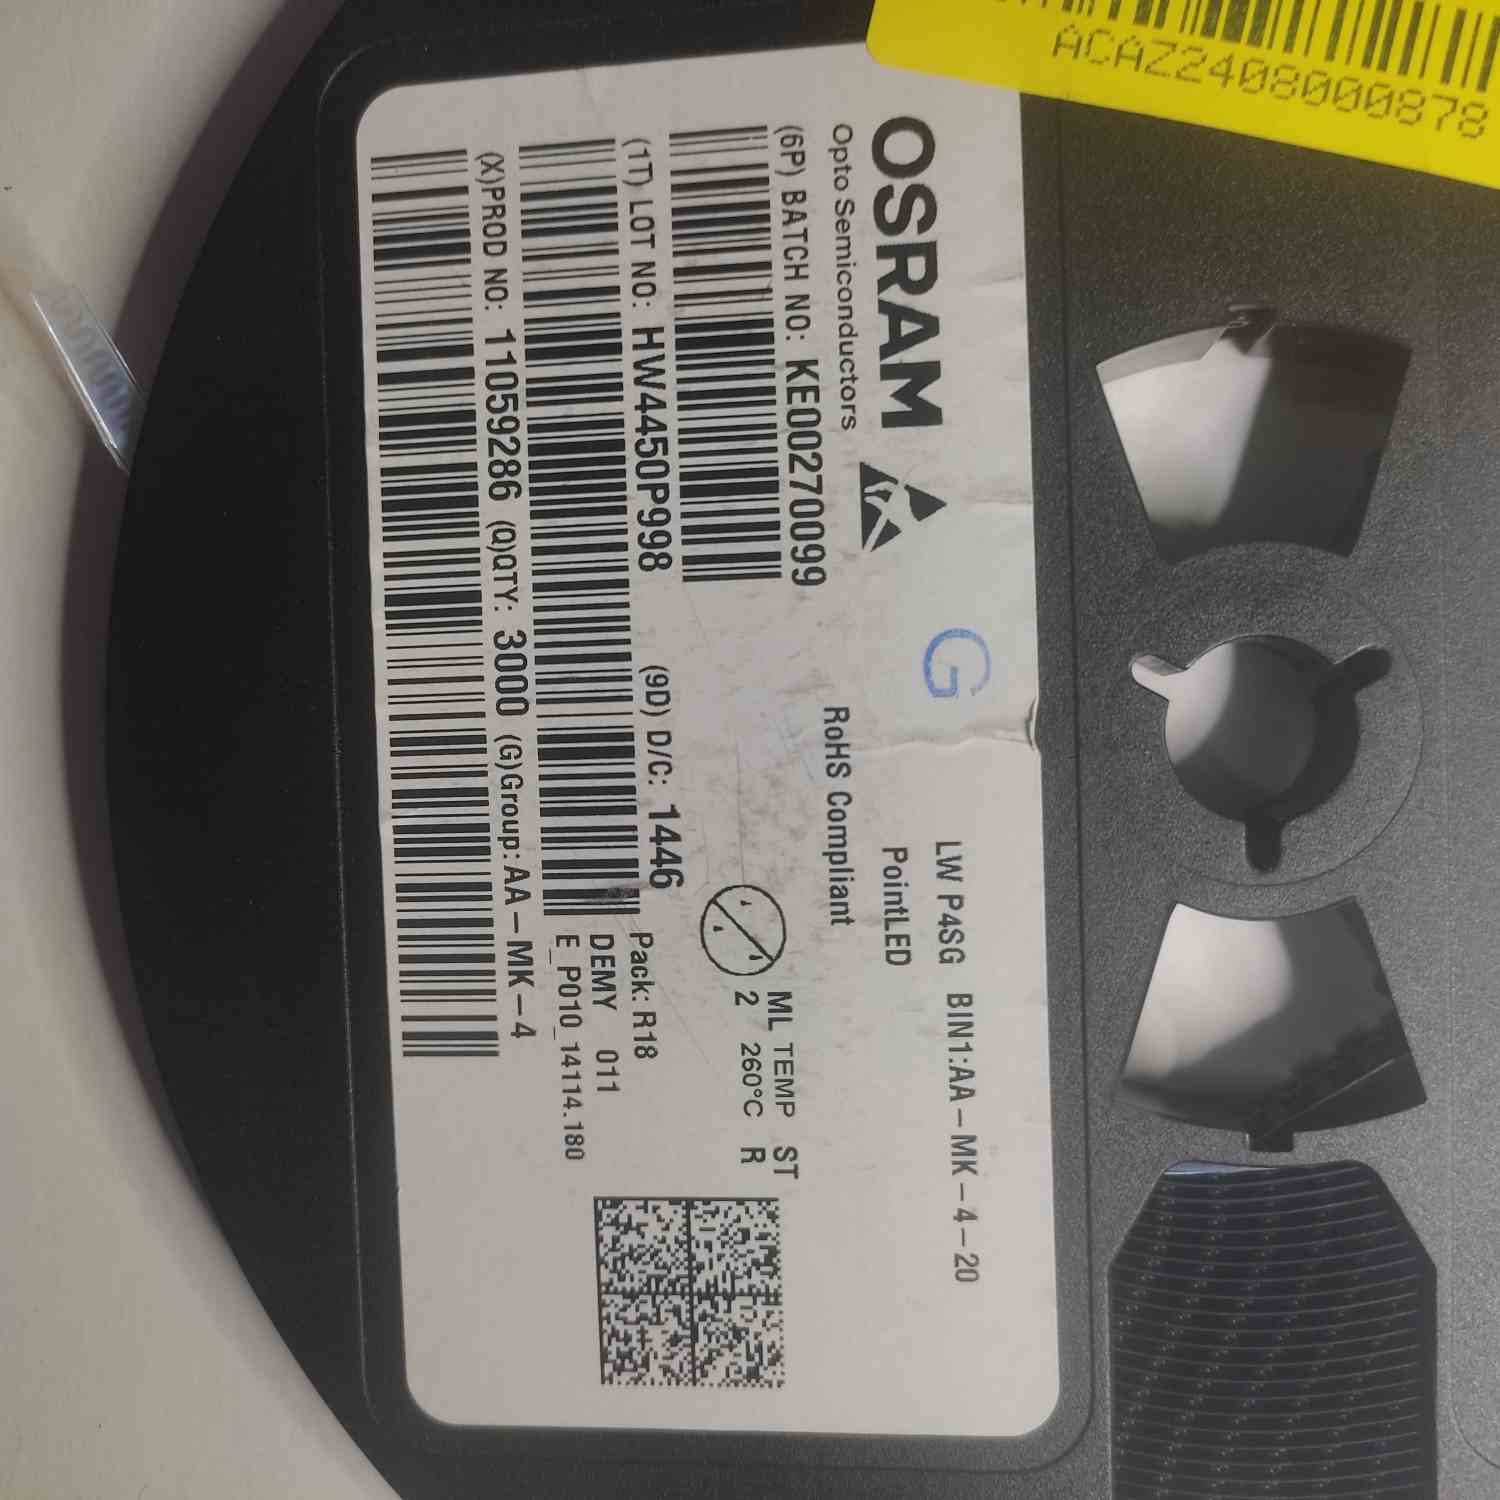 ACAZ2408000878
OSRAM
Opto Semiconductors
G
LW P4SG BIN1:AA-MK-4-20
PointLED
RoHS Compliant
(6P) BATCH NO: KE00270099
ML TEMP ST
2 260°C R
(1T) LOT NO: HW4450P998 (9D) D/C: 1446
Pack: R18
DEMY 011
E_P010_14114.180
(X)PROD NO: 11059286 (Q)QTY: 3000 (G)Group:AA-MK-4